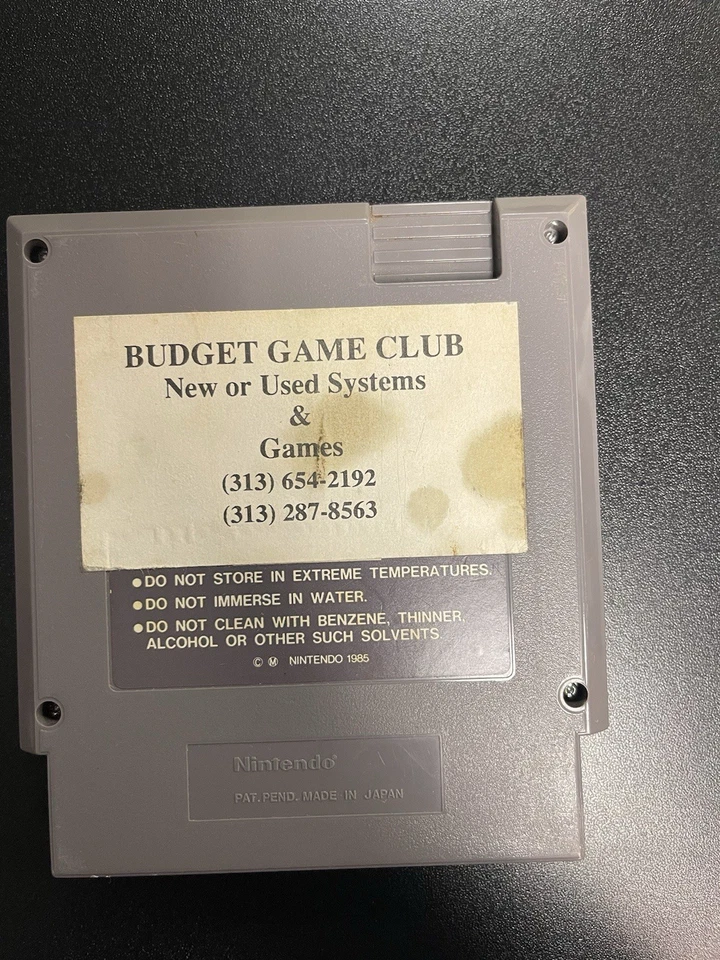 BUDGET GAME CLUB
New or Used Systems
&
Games
(313) 654-2192
(313) 287-8563
●DO NOT STORE IN EXTREME TEMPERATURES.
●DO NOT IMMERSE IN WATER.
●DO NOT CLEAN WITH BENZENE, THINNER,
ALCOHOL OR OTHER SUCH SOLVENTS.
© Ⓜ NINTENDO 1985
Nintendo®
PAT. PEND. MADE IN JAPAN